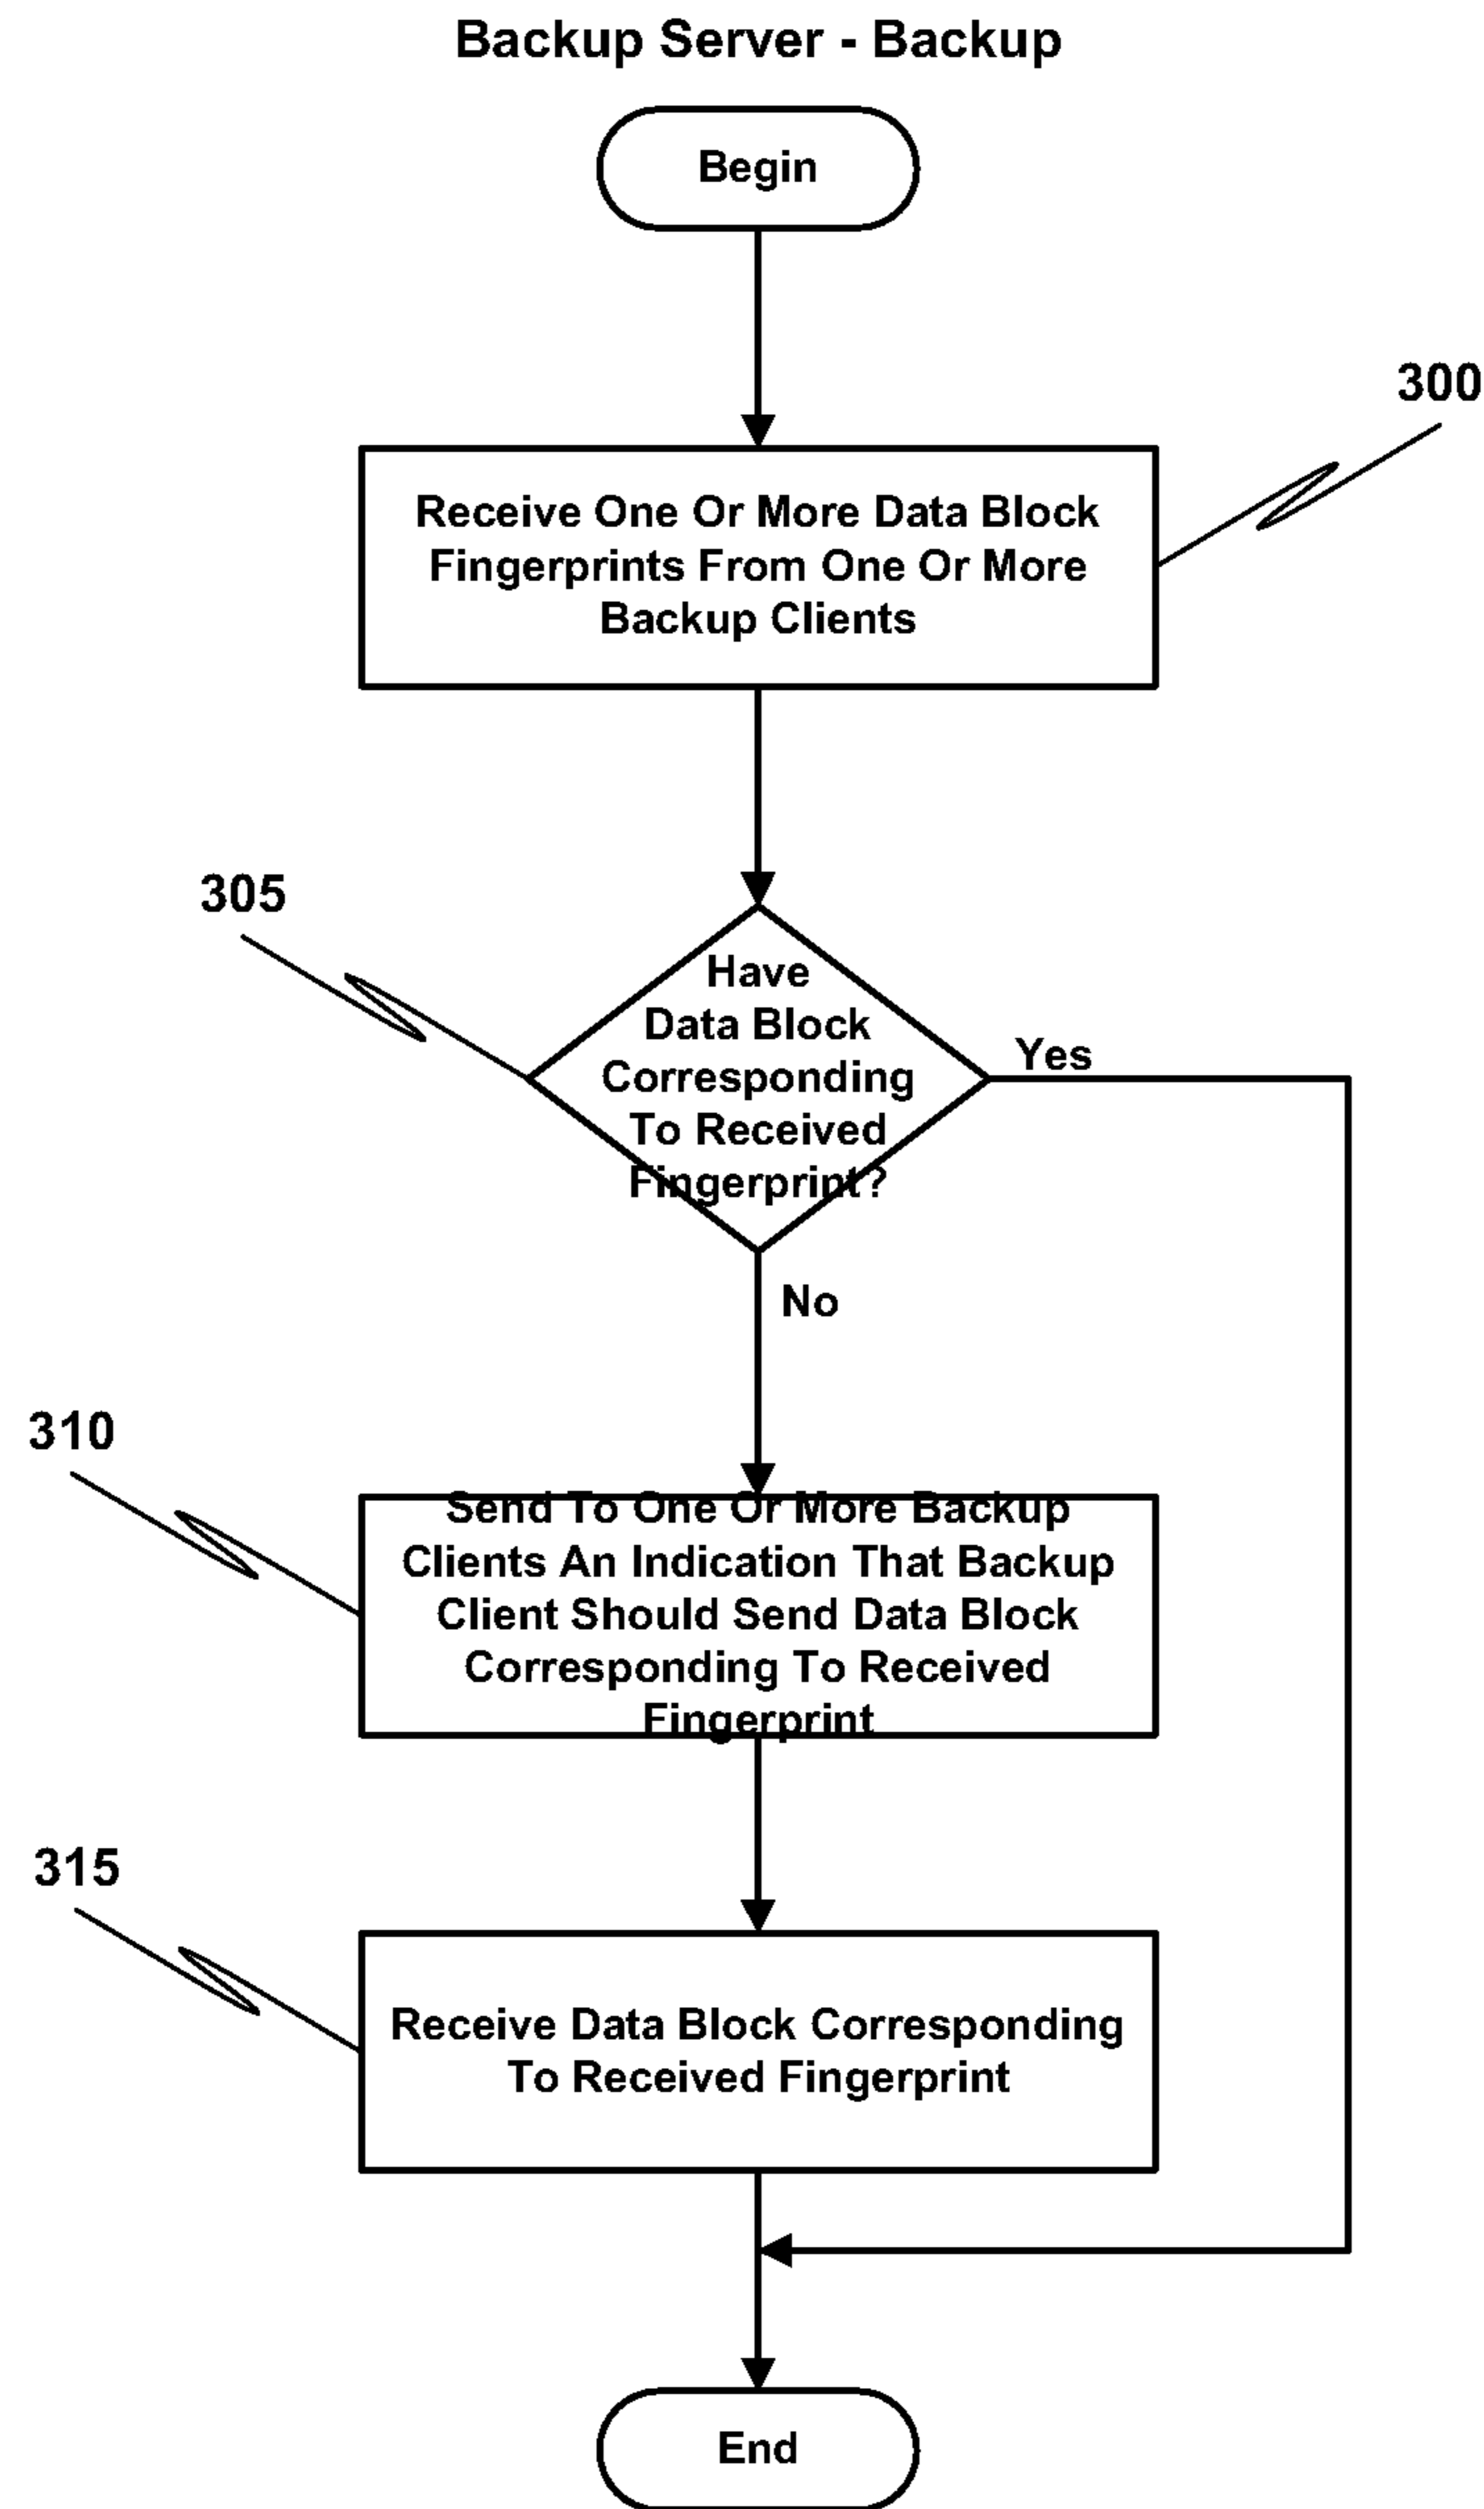 Backup Server - Backup
Begin
300
Receive One Or More Data Block
Fingerprints From One Or More
Backup Clients
305
Have
Data Block
Corresponding
To Received
Fingerprint?
Yes
No
310
Send To One Or More Backup
Clients An Indication That Backup
Client Should Send Data Block
Corresponding To Received
Fingerprint
315
Receive Data Block Corresponding
To Received Fingerprint
End